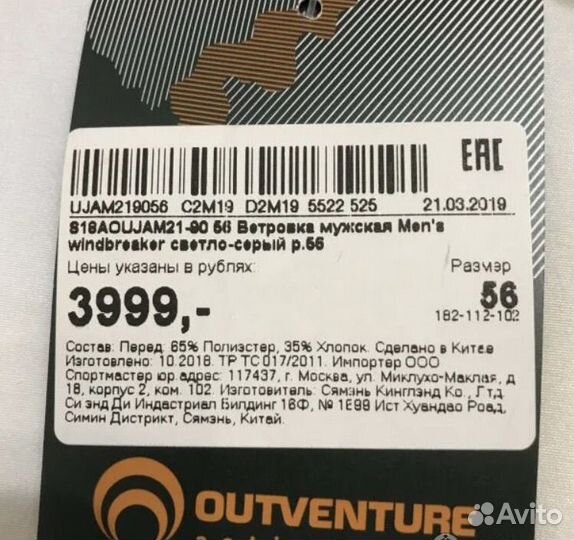 EAC
UJAM219056 C2M19 D2M19 5522 525 21.03.2019
S18AOUJAM21-90 56 Ветровка мужская Men's
windbreaker светло-серый р.56
Цены указаны в рублях Размэр
3999,- 56
182-112-102
Состав: Перед: 65% Полиэстер, 35% Хлопок. Сделано в Китае
Изготовлено: 10.2018. ТР ТС 017/2011. Импортер ООО
Спортмастер юр.адрес: 117437, г. Москва, ул. Миклухо-Маклая, д
18, корпус 2, ком. 102. Изготовитель: Сямэнь Кинглэнд Ко., Лтд
Си энд Ди Индастриал Билдинг 16Ф, № 1699 Ист Хуандао Роад,
Симин Дистрикт, Сямэнь, Китай.
OUTVENTURE
Avito